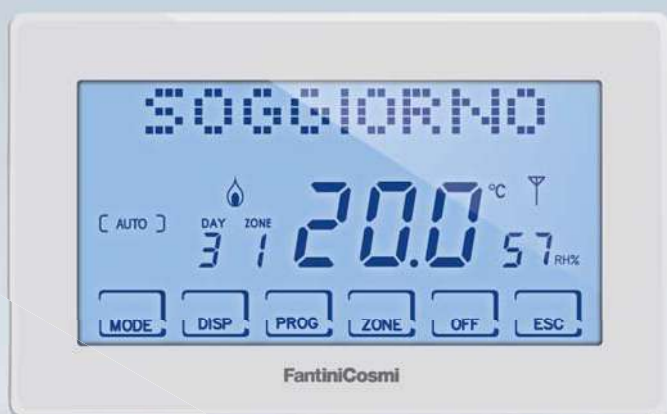 SOGGIORNO
[ AUTO ] DAY ZONE 3 1 20.0 °C 57 RH%
MODE DISP PROG ZONE OFF ESC
FantiniCosmi